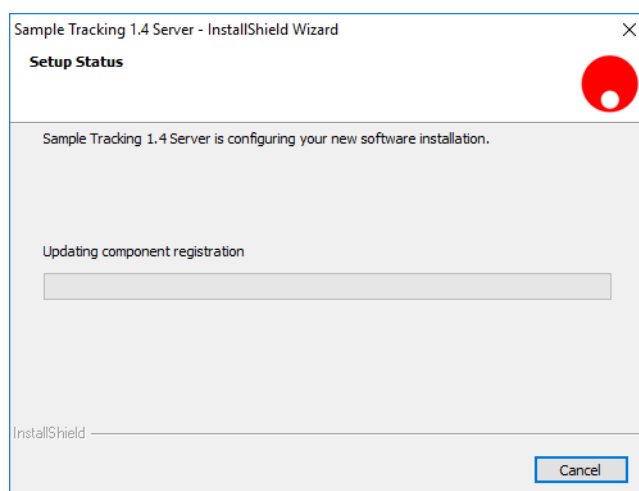 Sample Tracking 1.4 Server - InstallShield Wizard
Setup Status
Sample Tracking 1.4 Server is configuring your new software installation.
Updating component registration
InstallShield
Cancel